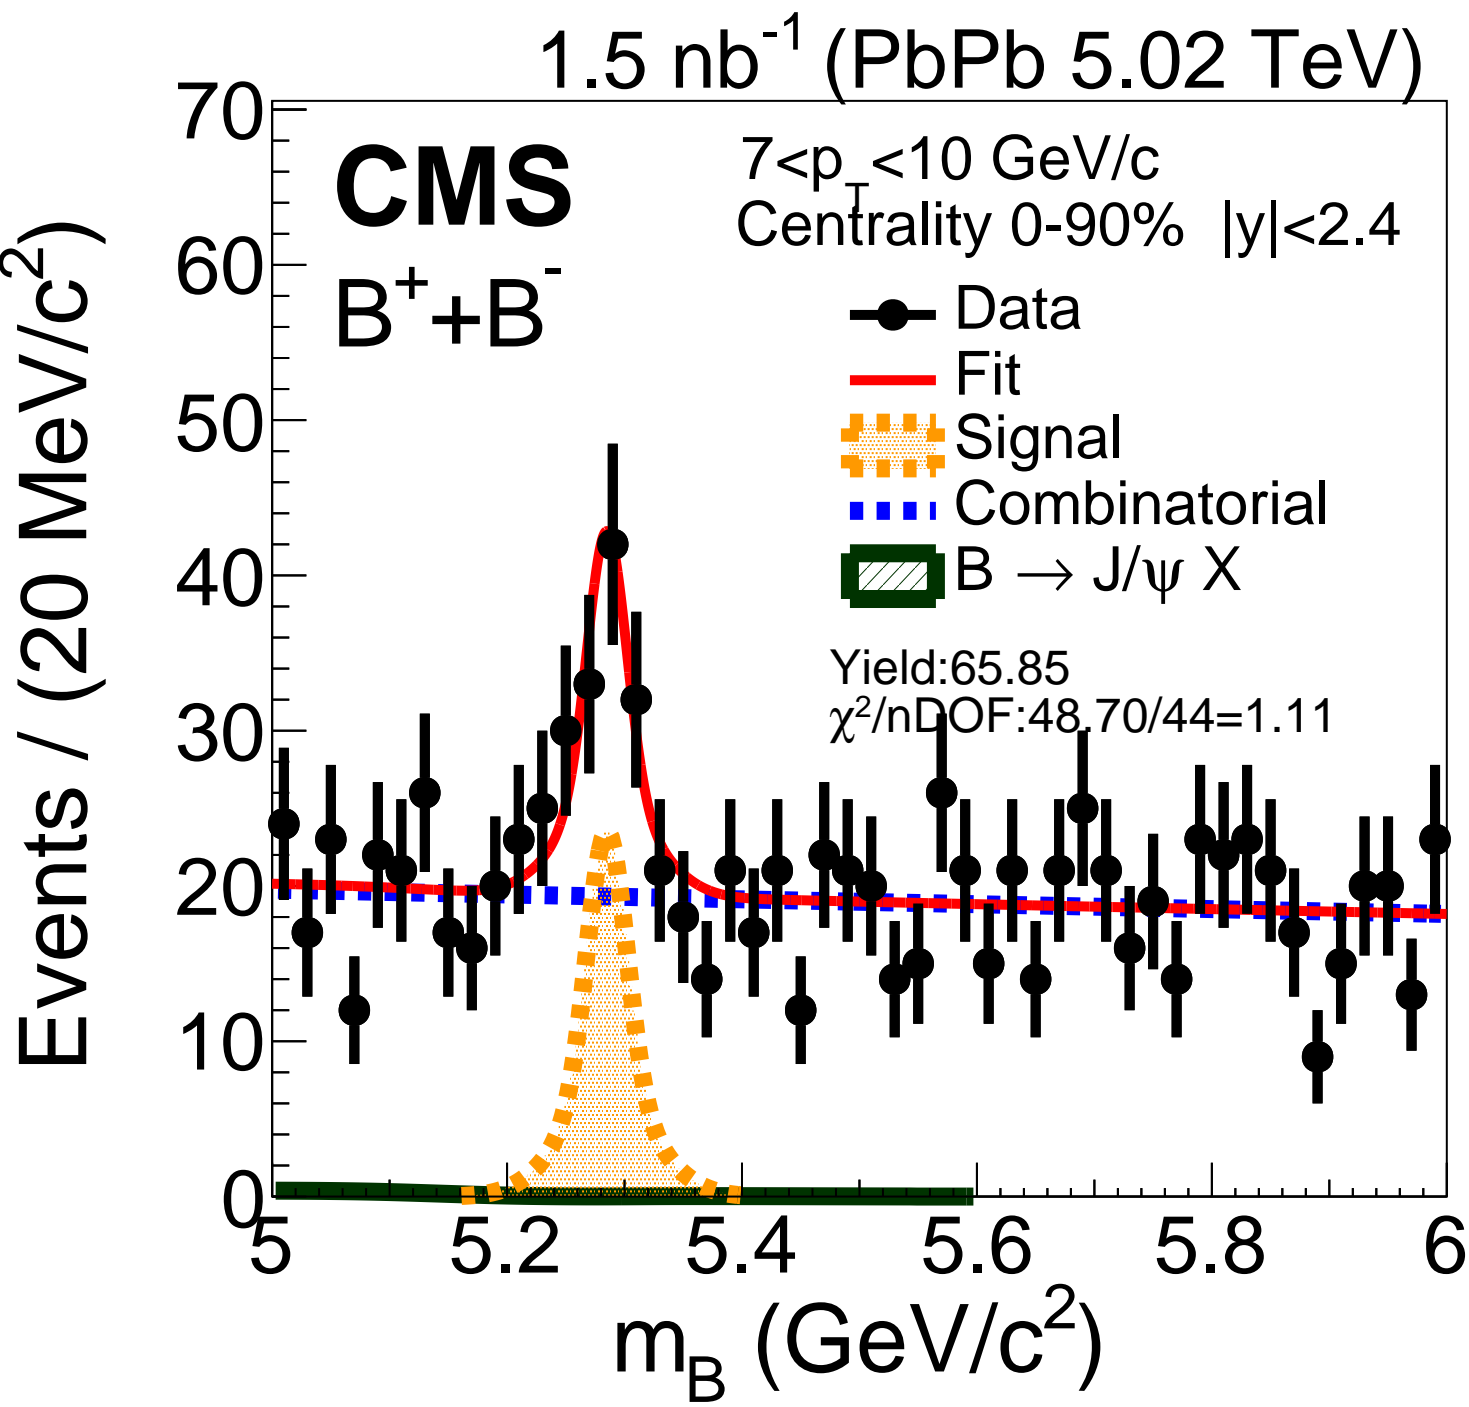 1.5 nb⁻¹ (PbPb 5.02 TeV)
CMS
B⁺+B⁻
7<p_T<10 GeV/c
Centrality 0-90% |y|<2.4
Data
Fit
Signal
Combinatorial
B → J/ψ X
Yield:65.85
χ²/nDOF:48.70/44=1.11
Events / (20 MeV/c²)
70
60
50
40
30
20
10
0
5 5.2 5.4 5.6 5.8 6
m_B (GeV/c²)